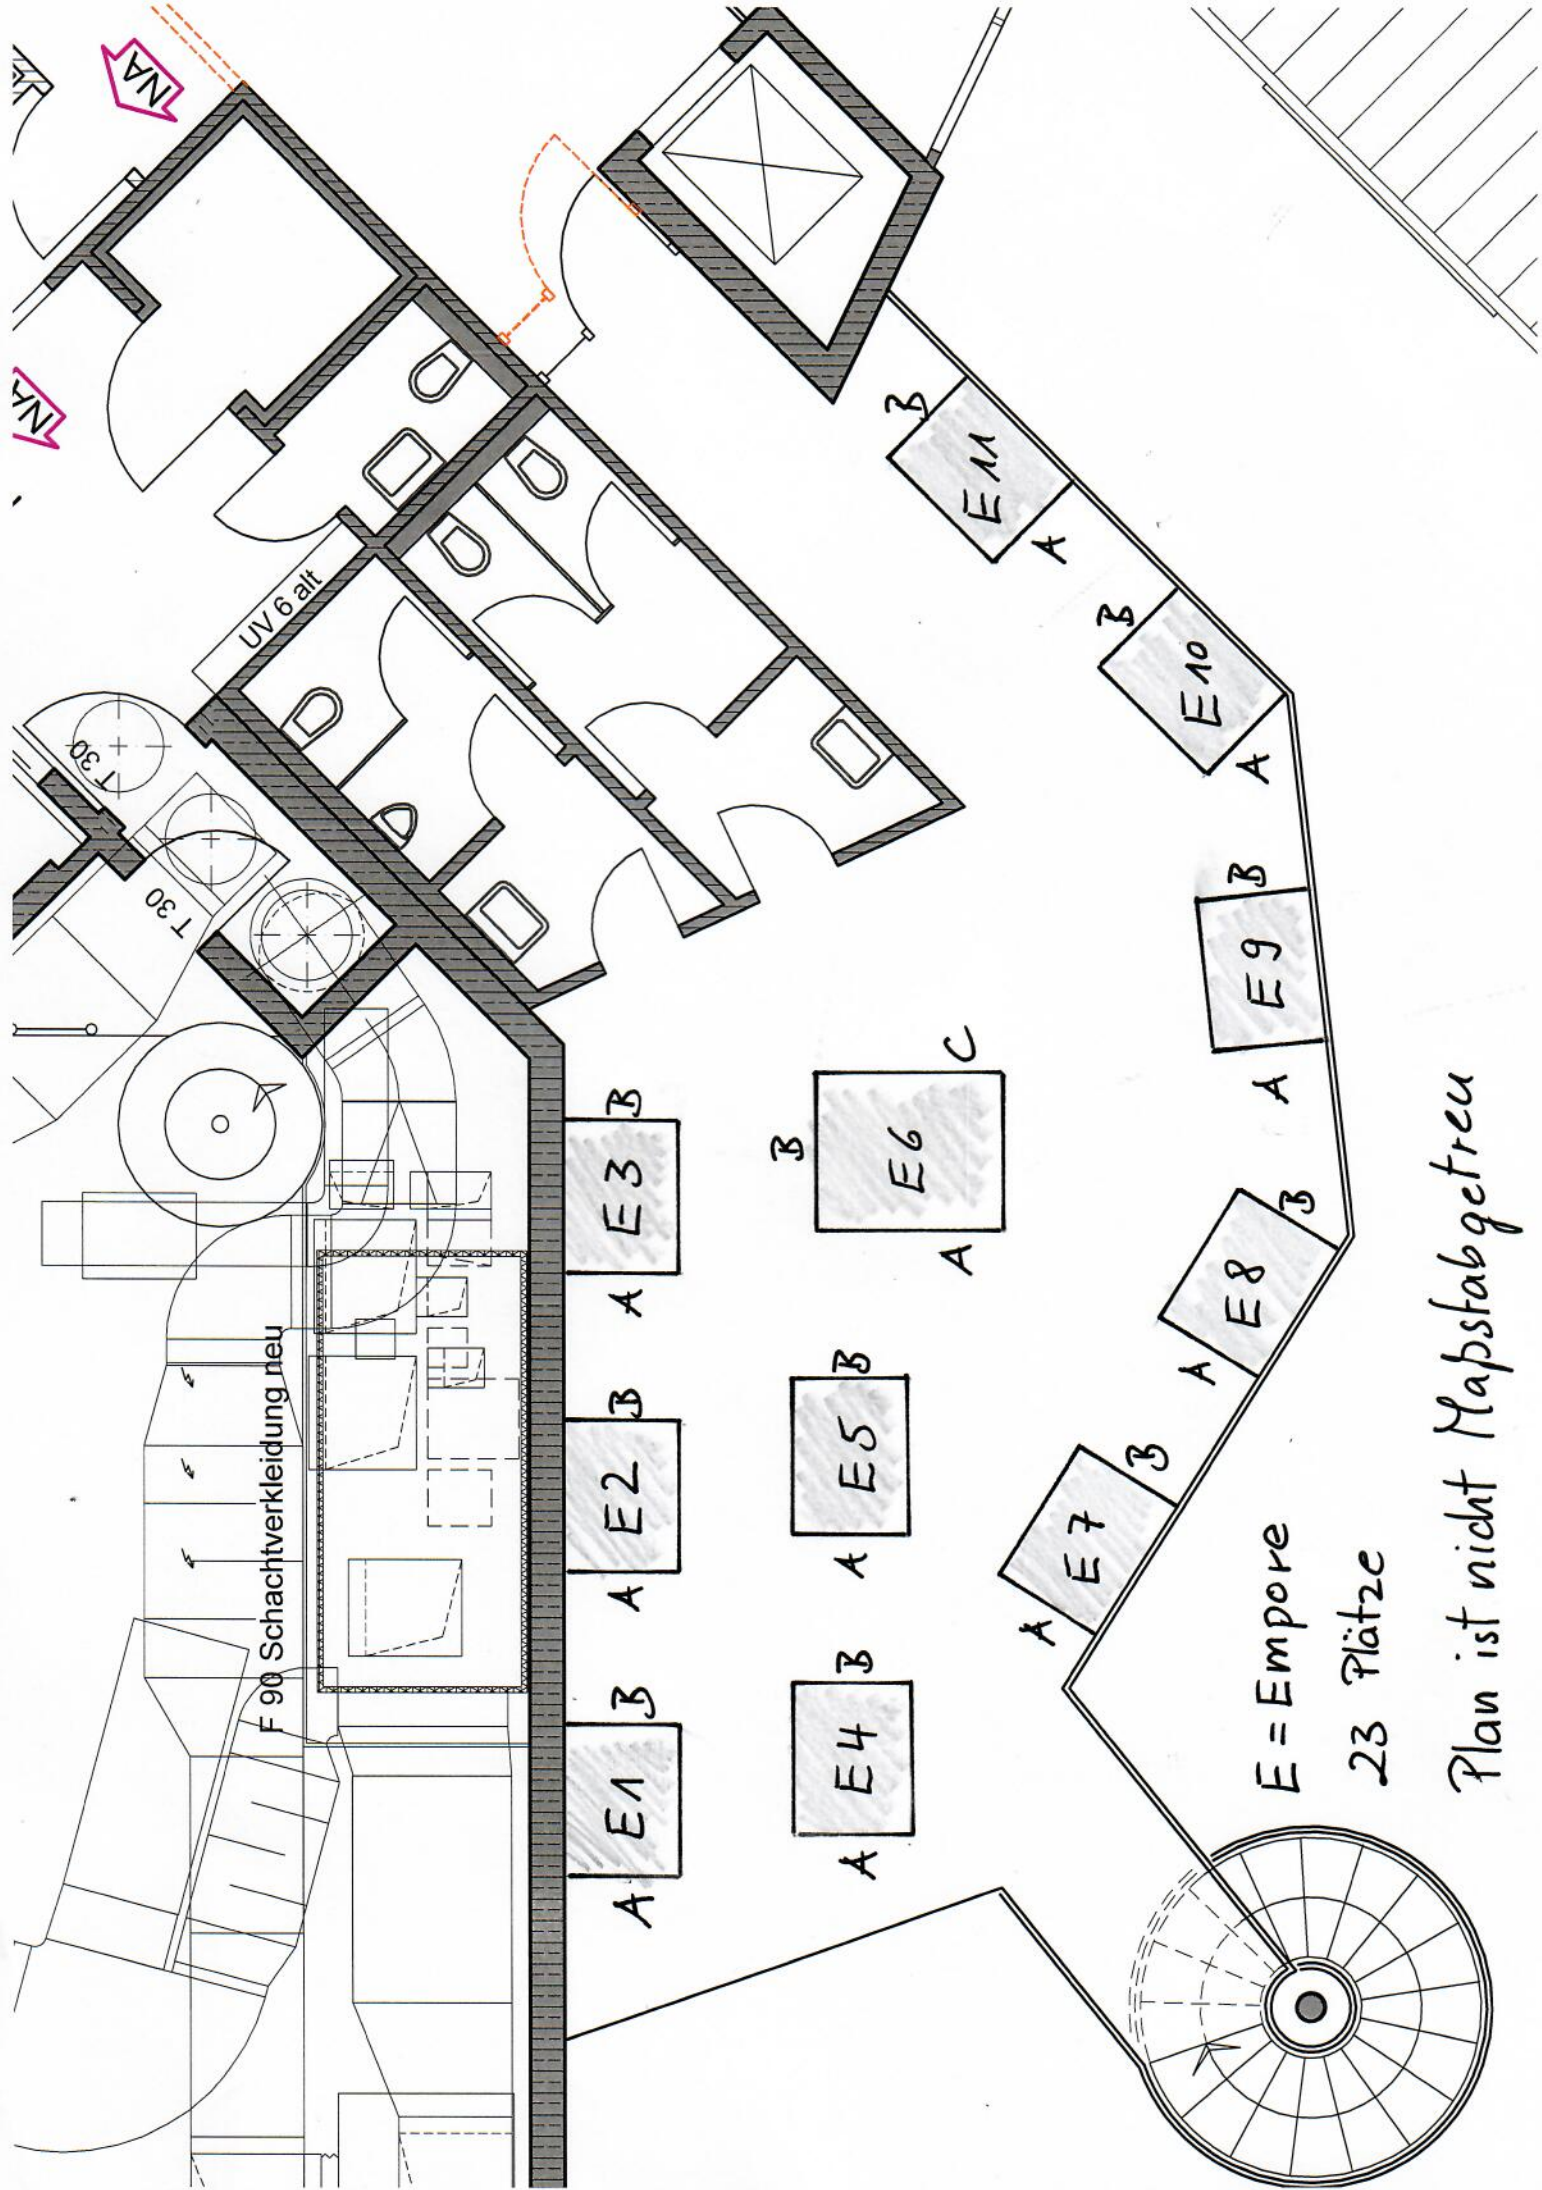 NA
NA
UV 6 alt
T 30
T 30
F 90 Schachtverkleidung neu
A E1 B
A E2 B
A E3 B
A E4 B
A E5 B
B
A E6 C
A E7 B
A E8 B
A E9 B
A E10 B
A E11 B
E = Empore
23 Plätze
Plan ist nicht Maßstabgetreu